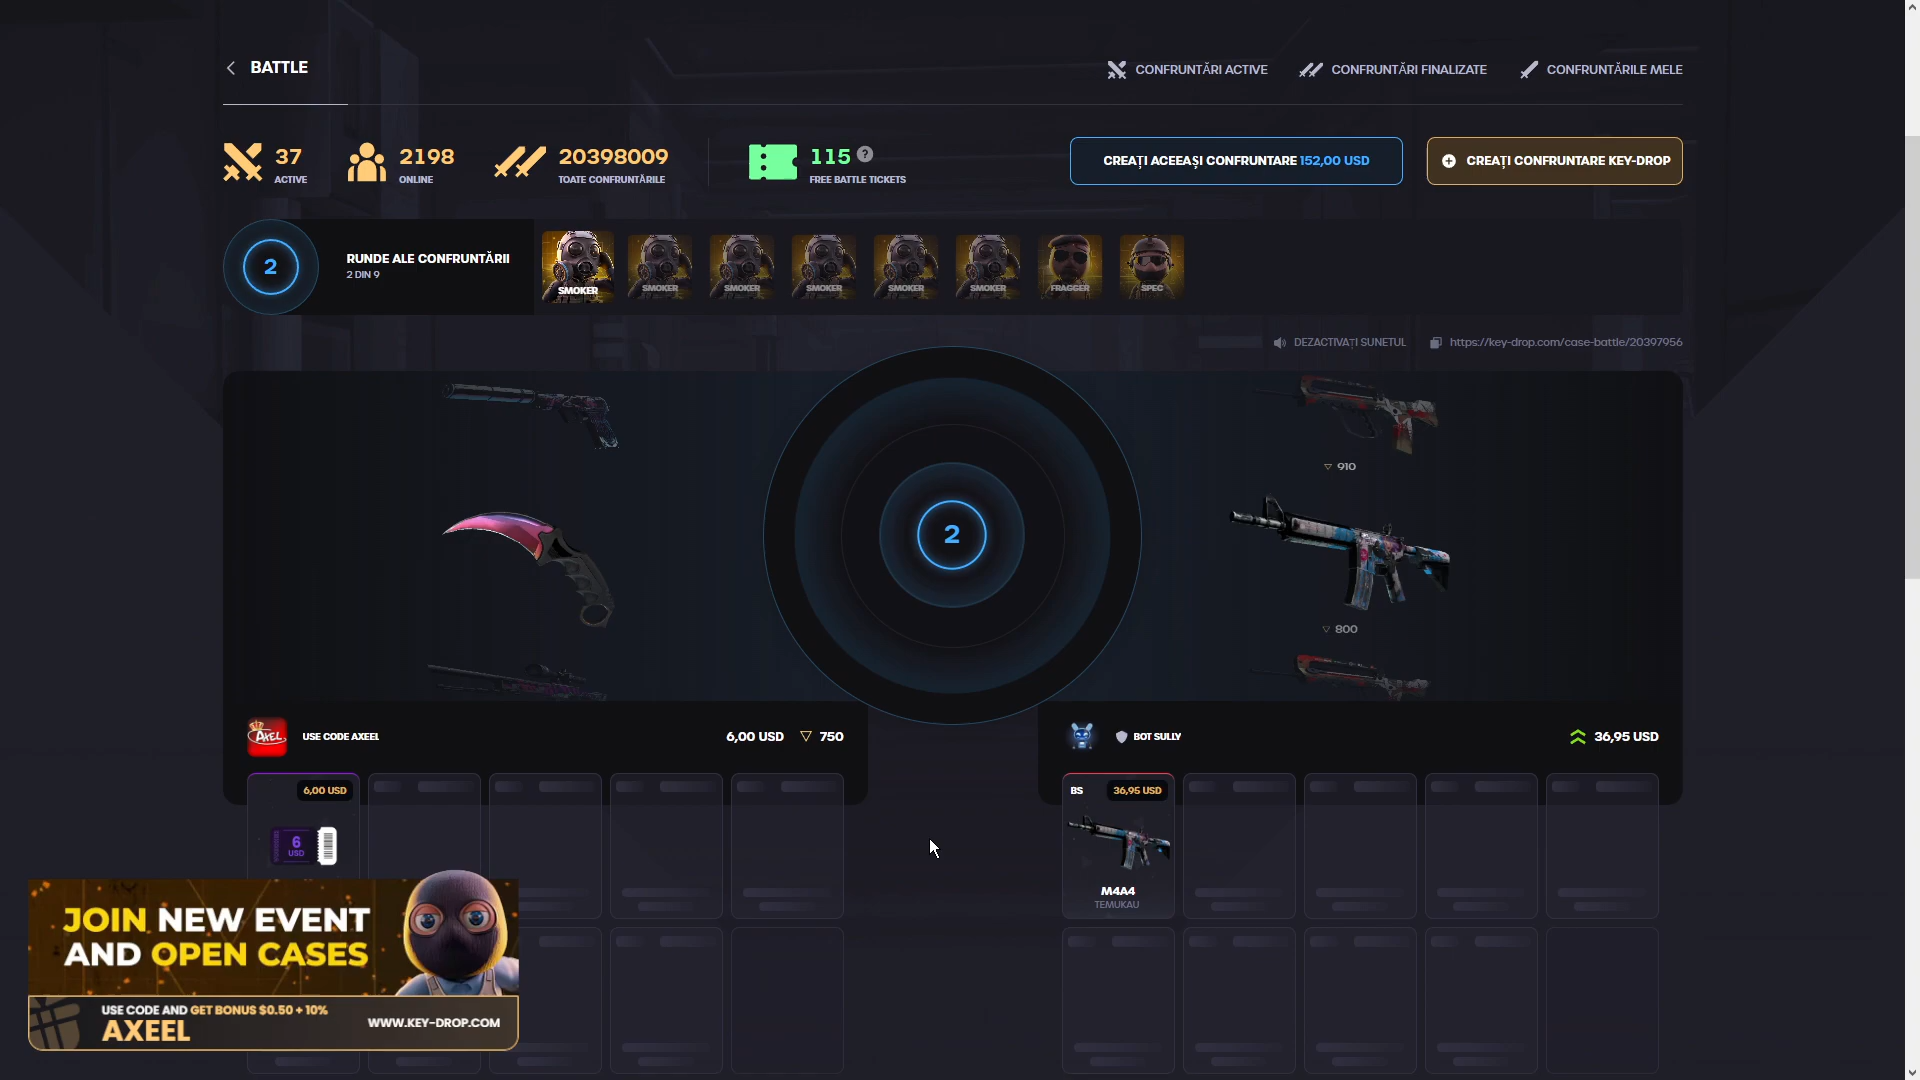 BATTLE
CONFRUNTĂRI ACTIVE
CONFRUNTĂRI FINALIZATE
CONFRUNTĂRILE MELE
37
ACTIVE
2198
ONLINE
20398009
TOATE CONFRUNTĂRILE
115 ?
FREE BATTLE TICKETS
CREAȚI ACEEAȘI CONFRUNTARE 152,00 USD
CREAȚI CONFRUNTARE KEY-DROP
2
RUNDE ALE CONFRUNTĂRII
2 DIN 9
SMOKER
SMOKER
SMOKER
SMOKER
SMOKER
SMOKER
FRAGGER
SPEC
DEZACTIVAȚI SUNETUL
https://key-drop.com/case-battle/20397956
910
2
800
AXEL
USE CODE AXEEL
6,00 USD
750
BOT SULLY
36,95 USD
6,00 USD
6
USD
BS
36,95 USD
M4A4
TEMUKAU
JOIN NEW EVENT
AND OPEN CASES
USE CODE AND GET BONUS $0.50 + 10%
AXEEL
WWW.KEY-DROP.COM